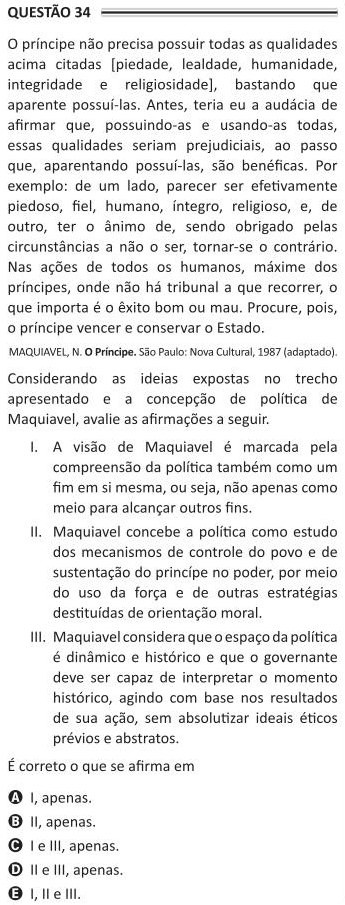 QUESTÃO 34
O príncipe não precisa possuir todas as qualidades
acima citadas [piedade, lealdade, humanidade,
integridade e religiosidade], bastando que
aparente possuí-las. Antes, teria eu a audácia de
afirmar que, possuindo-as e usando-as todas,
essas qualidades seriam prejudiciais, ao passo
que, aparentando possuí-las, são benéficas. Por
exemplo: de um lado, parecer ser efetivamente
piedoso, fiel, humano, íntegro, religioso, e, de
outro, ter o ânimo de, sendo obrigado pelas
circunstâncias a não o ser, tornar-se o contrário.
Nas ações de todos os humanos, máxime dos
príncipes, onde não há tribunal a que recorrer, o
que importa é o êxito bom ou mau. Procure, pois,
o príncipe vencer e conservar o Estado.
MAQUIAVEL, N. O Príncipe. São Paulo: Nova Cultural, 1987 (adaptado).
Considerando as ideias expostas no trecho
apresentado e a concepção de política de
Maquiavel, avalie as afirmações a seguir.
I. A visão de Maquiavel é marcada pela
compreensão da política também como um
fim em si mesma, ou seja, não apenas como
meio para alcançar outros fins.
II. Maquiavel concebe a política como estudo
dos mecanismos de controle do povo e de
sustentação do princípe no poder, por meio
do uso da força e de outras estratégias
destituídas de orientação moral.
III. Maquiavel considera que o espaço da política
é dinâmico e histórico e que o governante
deve ser capaz de interpretar o momento
histórico, agindo com base nos resultados
de sua ação, sem absolutizar ideais éticos
prévios e abstratos.
É correto o que se afirma em
A I, apenas.
B II, apenas.
C I e III, apenas.
D II e III, apenas.
E I, II e III.